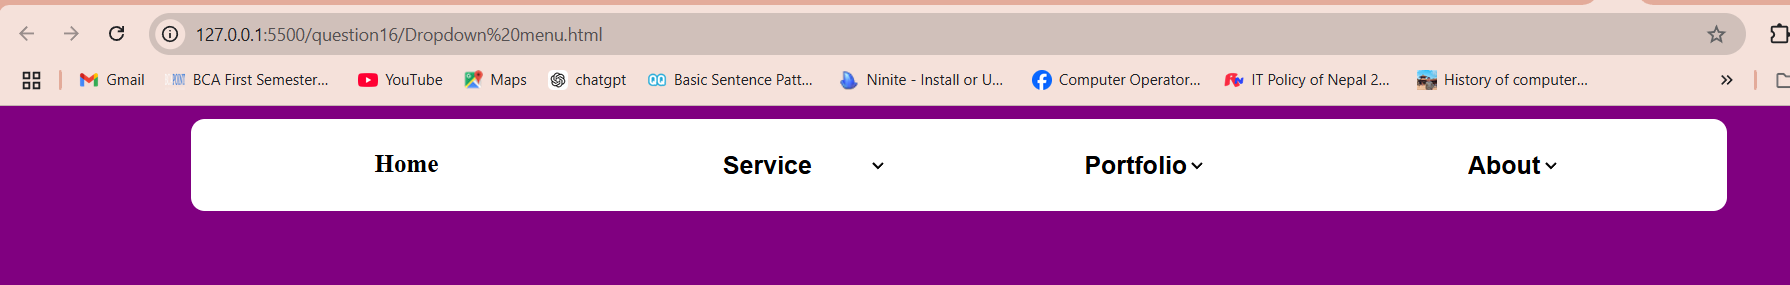 127.0.0.1:5500/question16/Dropdown%20menu.html
Gmail POINT BCA First Semester... YouTube Maps chatgpt Basic Sentence Patt... Ninite - Install or U... Computer Operator... IT Policy of Nepal 2... History of computer... »
Home Service Portfolio About